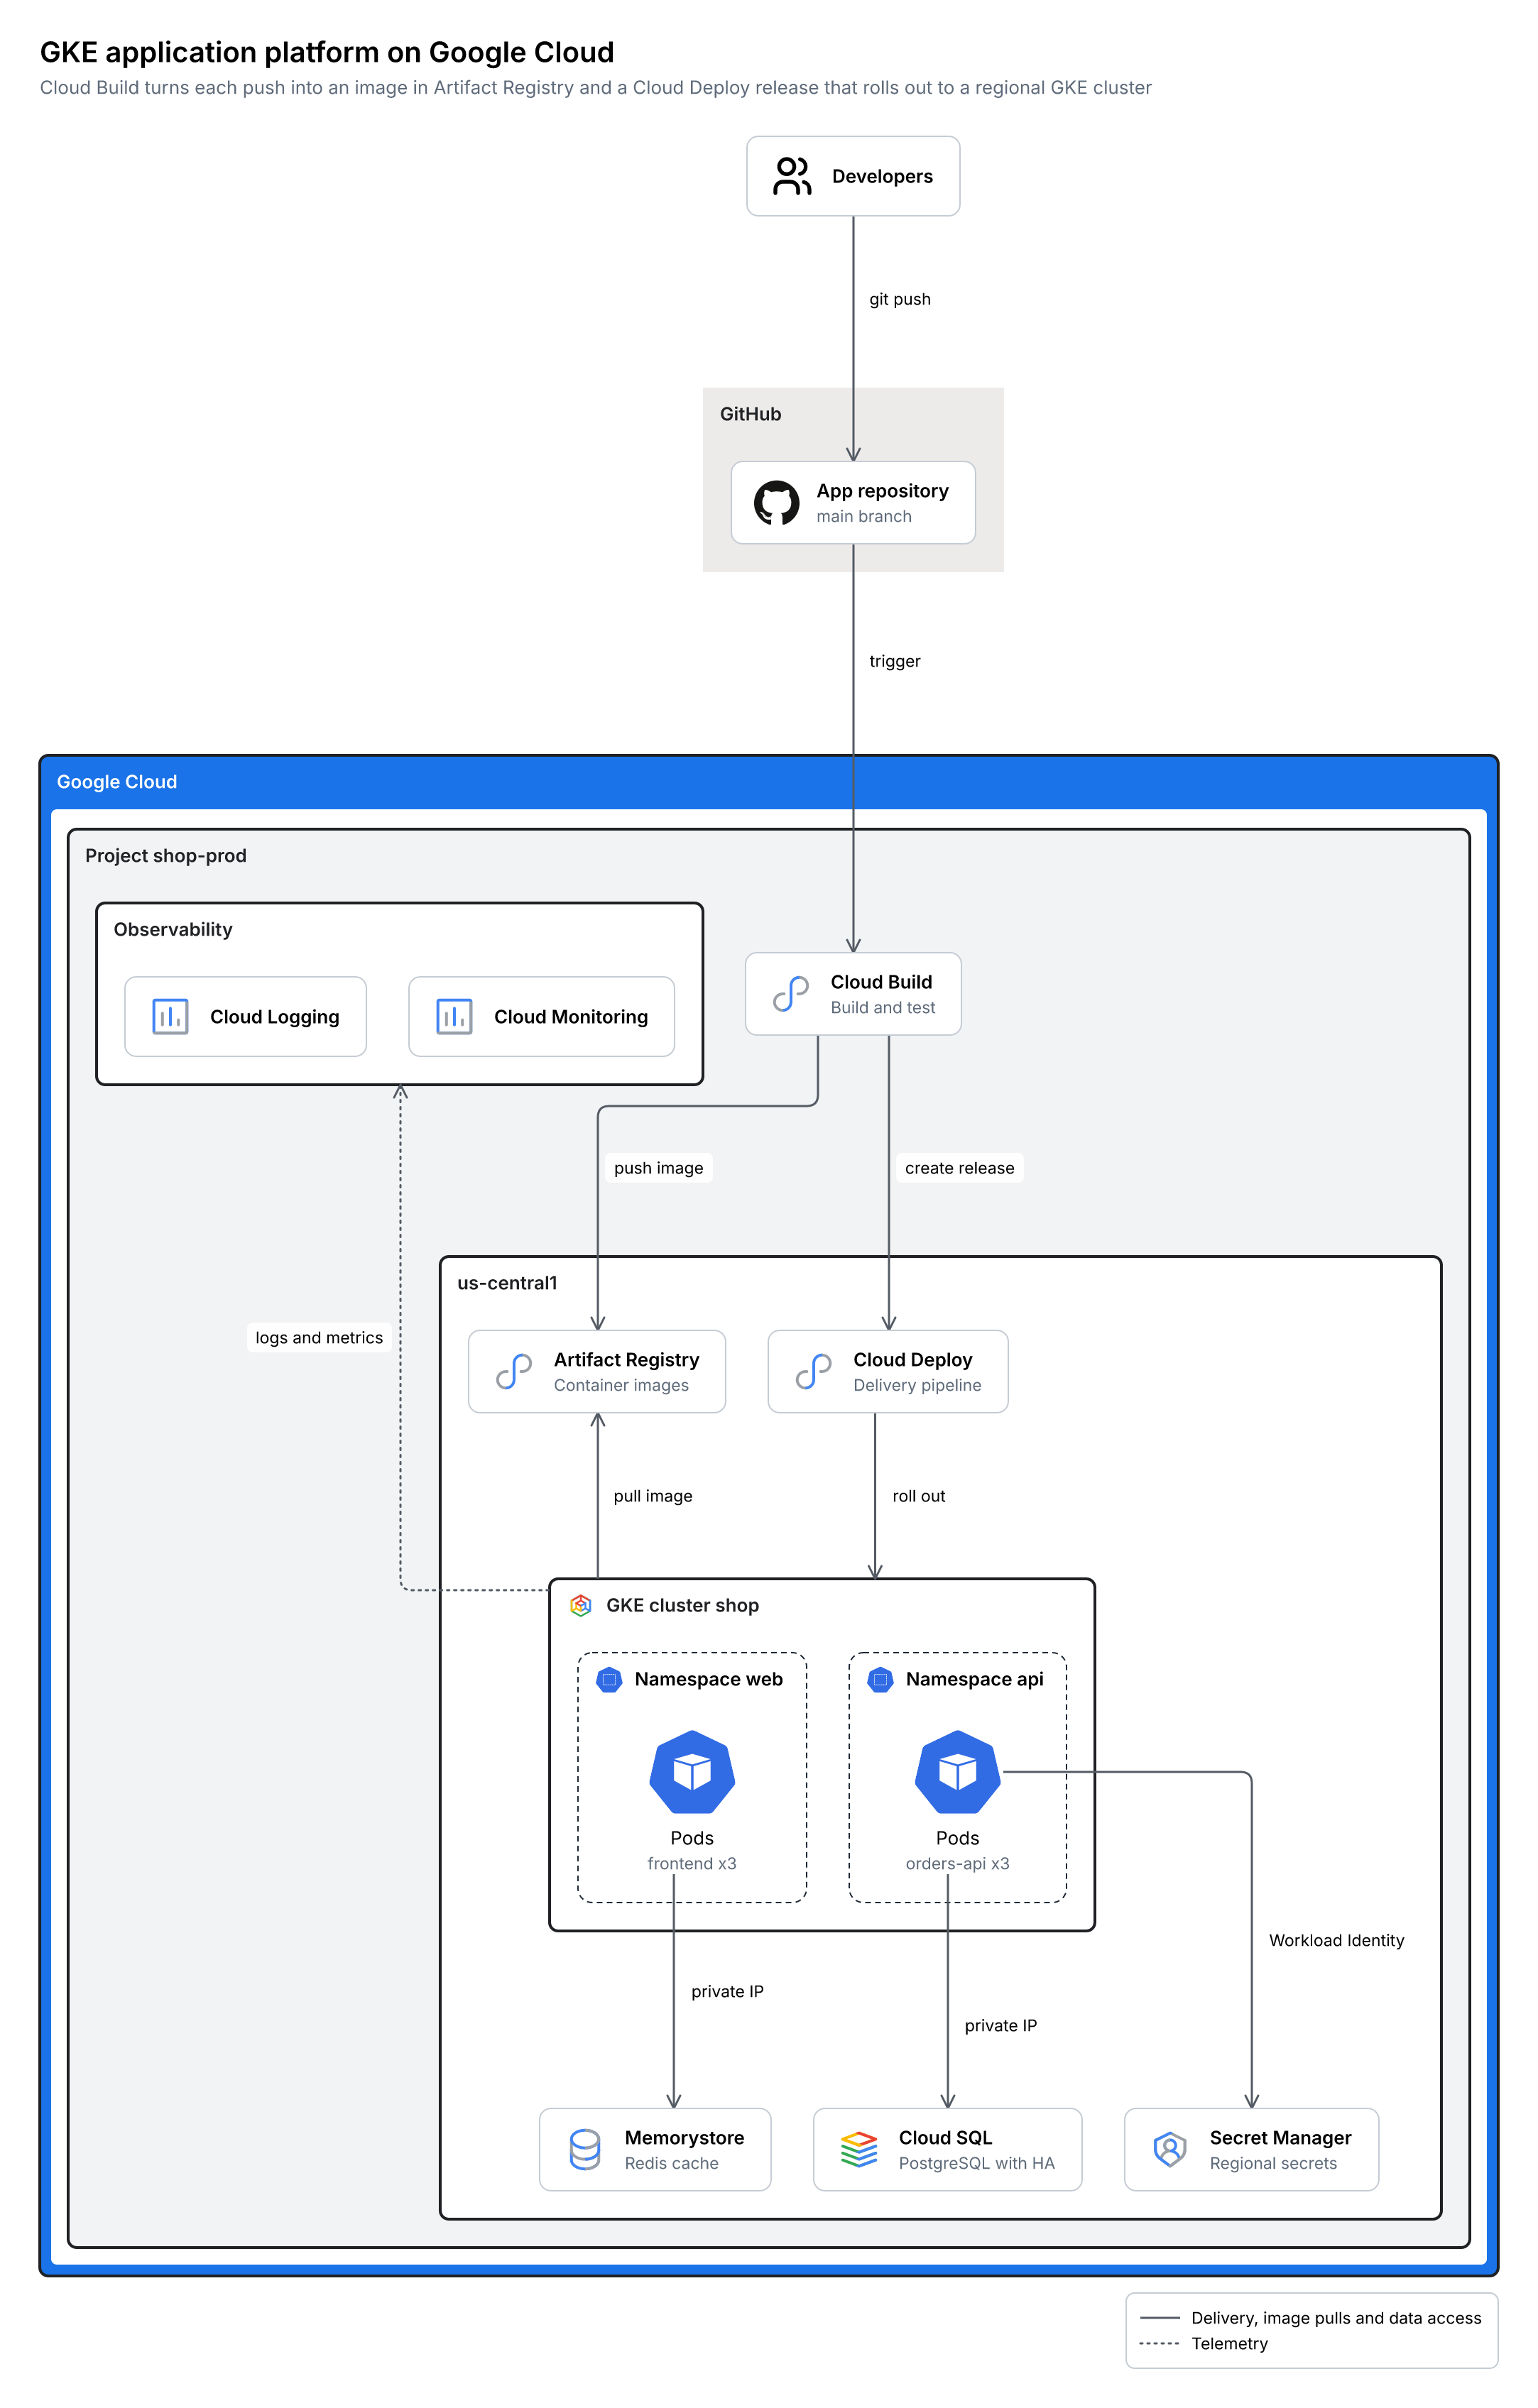 GKE application platform on Google Cloud
Cloud Build turns each push into an image in Artifact Registry and a Cloud Deploy release that rolls out to a regional GKE cluster
Developers
git push
GitHub
App repository
main branch
trigger
Google Cloud
Project shop-prod
Observability
Cloud Logging
Cloud Monitoring
Cloud Build
Build and test
push image
create release
us-central1
logs and metrics
Artifact Registry
Container images
Cloud Deploy
Delivery pipeline
pull image
roll out
GKE cluster shop
Namespace web
Namespace api
Pods
frontend x3
Pods
orders-api x3
Workload Identity
private IP
private IP
Memorystore
Redis cache
Cloud SQL
PostgreSQL with HA
Secret Manager
Regional secrets
Delivery, image pulls and data access
Telemetry